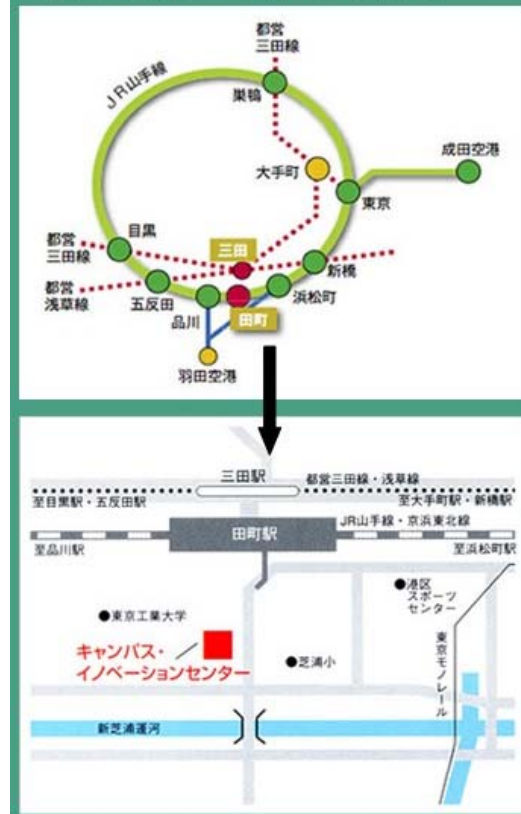 都営
三田線
JR山手線
巣鴨
成田空港
大手町
東京
目黒
都営
三田線
三田
新橋
都営
浅草線
五反田
浜松町
品川
田町
羽田空港
三田駅
都営三田線・浅草線
至目黒駅・五反田駅
至大手町駅・新橋駅
田町駅
JR山手線・京浜東北線
至品川駅
至浜松町駅
●港区
スポーツ
センター
●東京工業大学
キャンパス・
イノベーションセンター
●芝浦小
東京モノレール
新芝浦運河